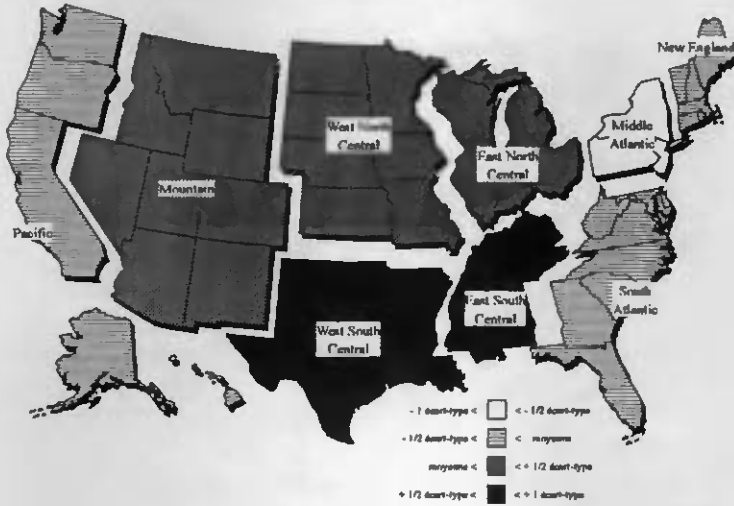 New England
Middle
Atlantic
West North
Central
East North
Central
Mountain
Pacific
South
Atlantic
East South
Central
West South
Central
- 1 écart-type < < - 1/2 écart-type
- 1/2 écart-type < < moyenne
moyenne < < + 1/2 écart-type
+ 1/2 écart-type < < + 1 écart-type